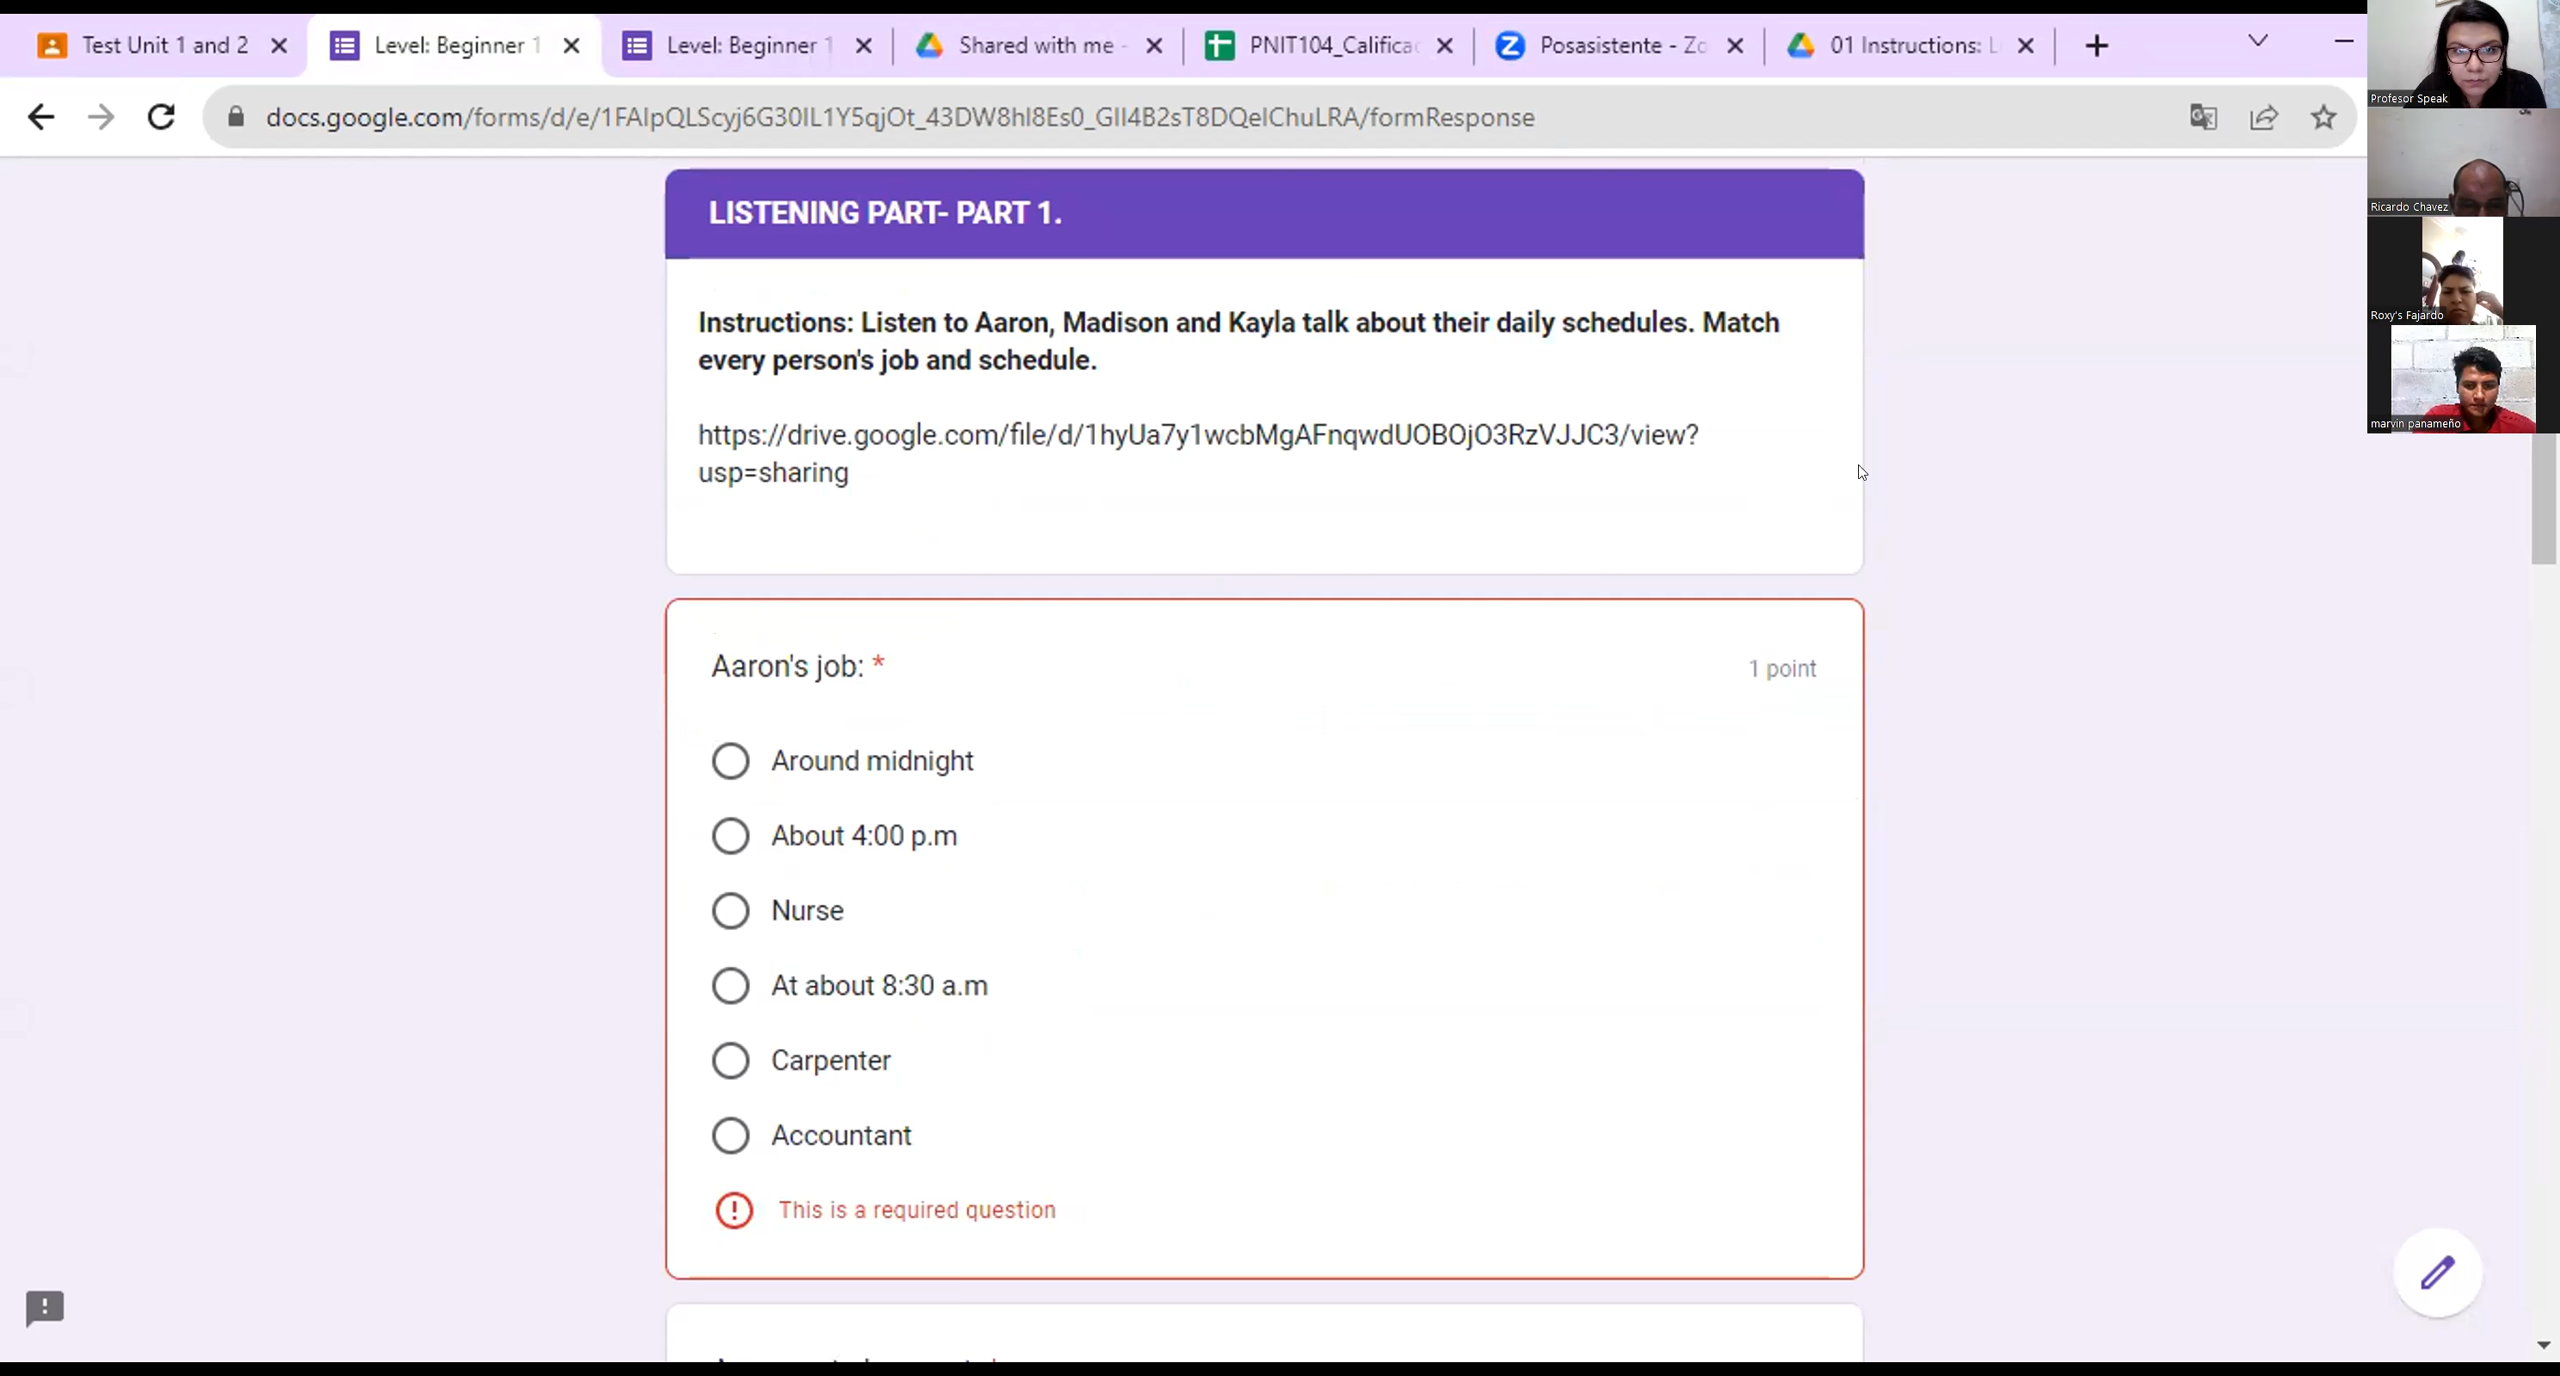 Test Unit 1 and 2
Level: Beginner 1
Level: Beginner 1
Shared with me -
PNIT104_Califica
Posasistente - Zo
01 Instructions: L
docs.google.com/forms/d/e/1FAIpQLScyj6G30IL1Y5qjOt_43DW8hI8Es0_GIl4B2sT8DQeIChuLRA/formResponse
Profesor Speak
Ricardo Chavez
Roxy's Fajardo
marvin panameño
LISTENING PART- PART 1.
Instructions: Listen to Aaron, Madison and Kayla talk about their daily schedules. Match
every person's job and schedule.
https://drive.google.com/file/d/1hyUa7y1wcbMgAFnqwdUOBOjO3RzVJJC3/view?
usp=sharing
Aaron's job: *
1 point
Around midnight
About 4:00 p.m
Nurse
At about 8:30 a.m
Carpenter
Accountant
This is a required question